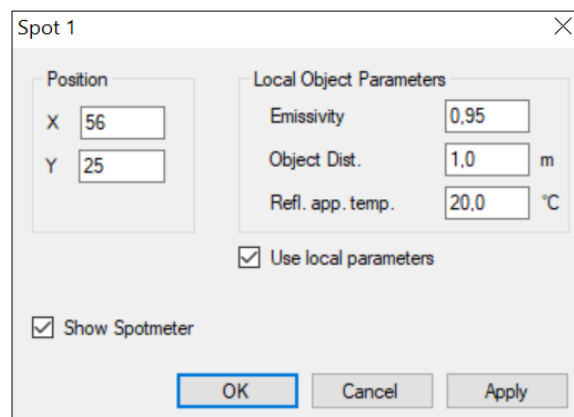 Spot 1
Position
X 56
Y 25
Local Object Parameters
Emissivity 0,95
Object Dist. 1,0 m
Refl. app. temp. 20,0 °C
Use local parameters
Show Spotmeter
OK Cancel Apply